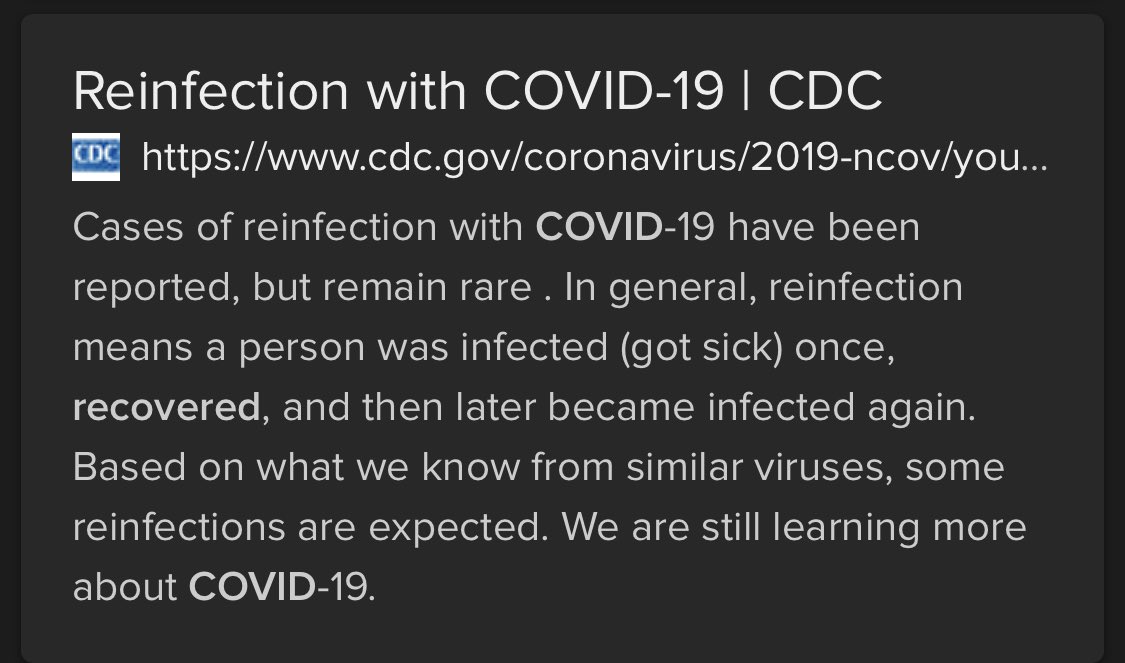 Reinfection with COVID-19 | CDC
CDC https://www.cdc.gov/coronavirus/2019-ncov/you...
Cases of reinfection with COVID-19 have been
reported, but remain rare . In general, reinfection
means a person was infected (got sick) once,
recovered, and then later became infected again.
Based on what we know from similar viruses, some
reinfections are expected. We are still learning more
about COVID-19.